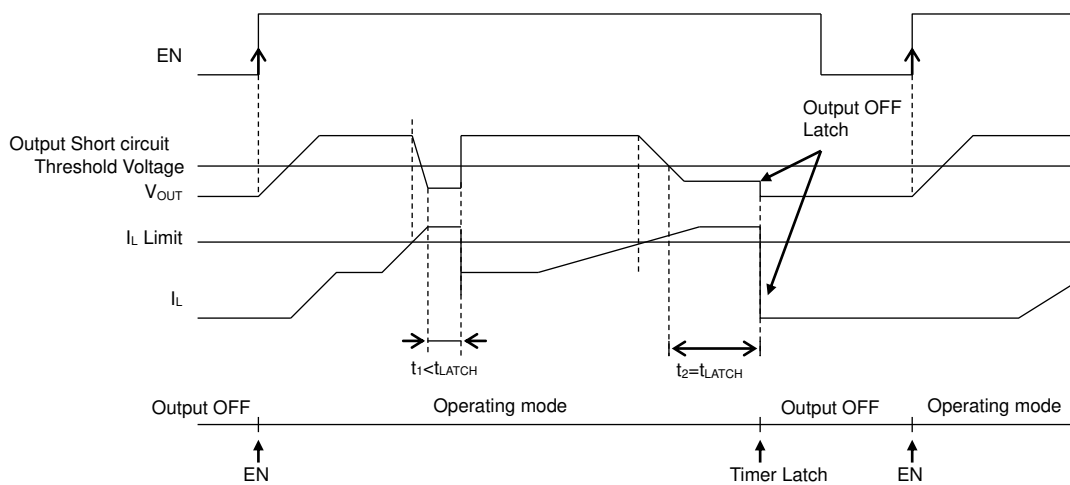 EN
Output OFF
Latch
Output Short circuit
Threshold Voltage
VOUT
IL Limit
IL
t1<tLATCH
t2=tLATCH
Output OFF
Operating mode
Output OFF
Operating mode
EN
Timer Latch
EN